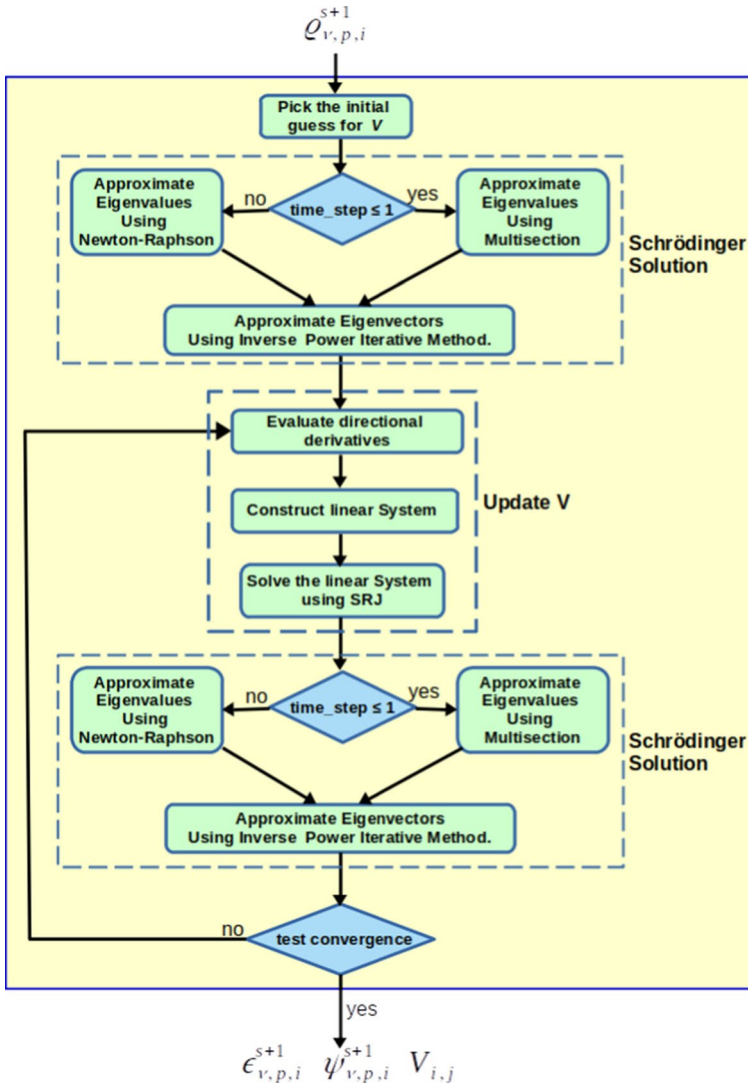 ϱ^{s+1}_{ν,p,i}
Pick the initial
guess for V
no
time_step ≤ 1
yes
Approximate
Eigenvalues
Using
Newton-Raphson
Approximate
Eigenvalues
Using
Multisection
Schrödinger
Solution
Approximate Eigenvectors
Using Inverse Power Iterative Method.
Evaluate directional
derivatives
Construct linear System
Update V
Solve the linear System
using SRJ
no
time_step ≤ 1
yes
Approximate
Eigenvalues
Using
Newton-Raphson
Approximate
Eigenvalues
Using
Multisection
Schrödinger
Solution
Approximate Eigenvectors
Using Inverse Power Iterative Method.
no
test convergence
yes
ϵ^{s+1}_{ν,p,i} ψ^{s+1}_{ν,p,i} V_{i,j}